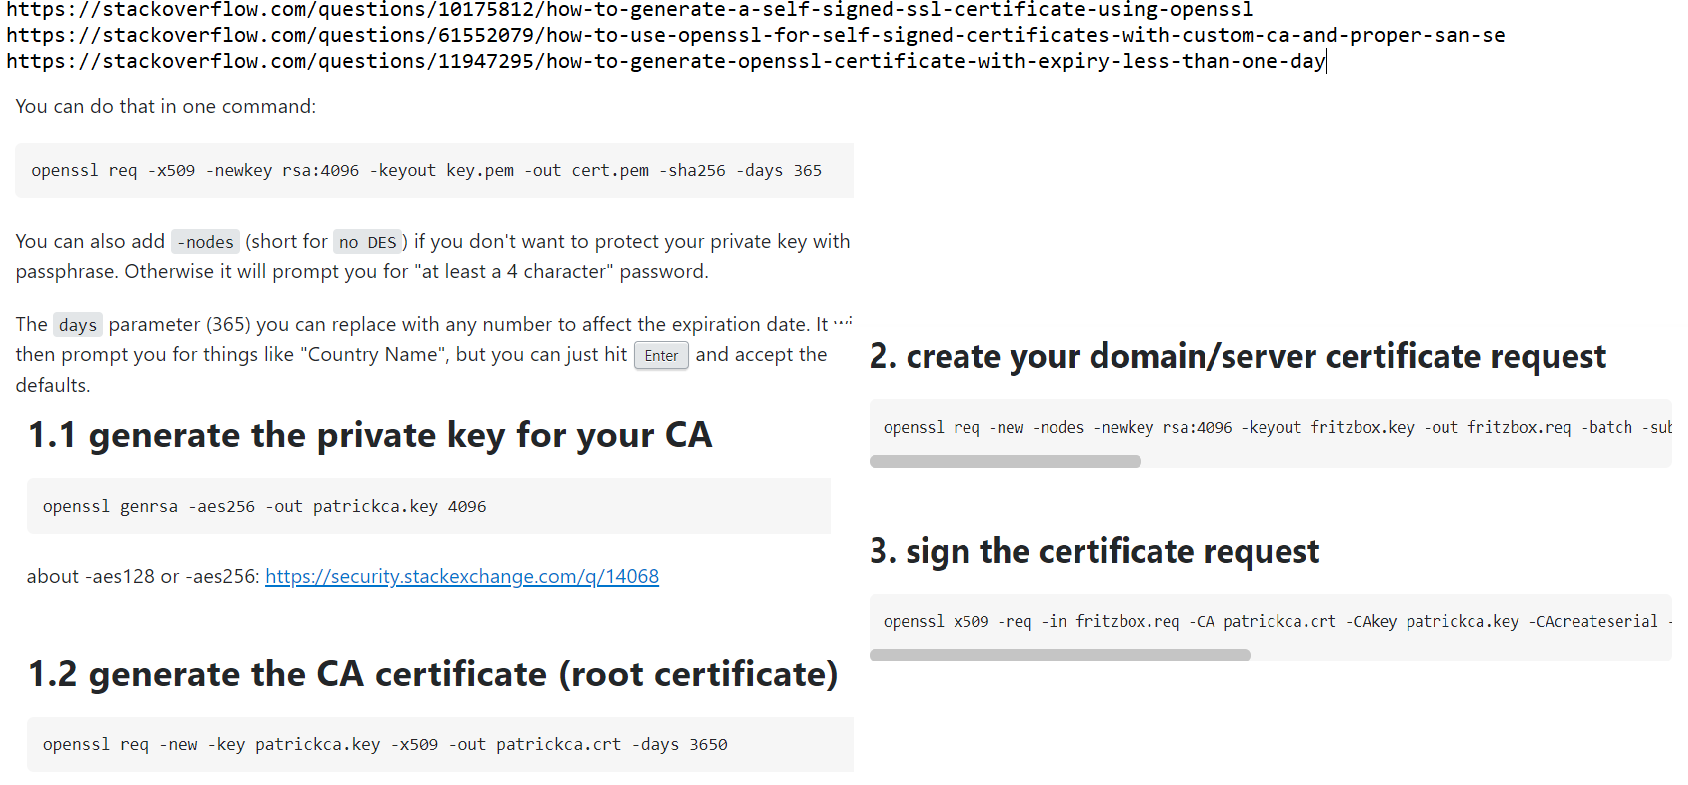 https://stackoverflow.com/questions/10175812/how-to-generate-a-self-signed-ssl-certificate-using-openssl
https://stackoverflow.com/questions/61552079/how-to-use-openssl-for-self-signed-certificates-with-custom-ca-and-proper-san-se
https://stackoverflow.com/questions/11947295/how-to-generate-openssl-certificate-with-expiry-less-than-one-day
You can do that in one command:
openssl req -x509 -newkey rsa:4096 -keyout key.pem -out cert.pem -sha256 -days 365
You can also add -nodes (short for no DES) if you don't want to protect your private key with
passphrase. Otherwise it will prompt you for "at least a 4 character" password.
The days parameter (365) you can replace with any number to affect the expiration date. It
then prompt you for things like "Country Name", but you can just hit Enter and accept the
defaults.
1.1 generate the private key for your CA
openssl genrsa -aes256 -out patrickca.key 4096
about -aes128 or -aes256: https://security.stackexchange.com/q/14068
1.2 generate the CA certificate (root certificate)
openssl req -new -key patrickca.key -x509 -out patrickca.crt -days 3650
2. create your domain/server certificate request
openssl req -new -nodes -newkey rsa:4096 -keyout fritzbox.key -out fritzbox.req -batch -sub
3. sign the certificate request
openssl x509 -req -in fritzbox.req -CA patrickca.crt -CAkey patrickca.key -CAcreateserial -